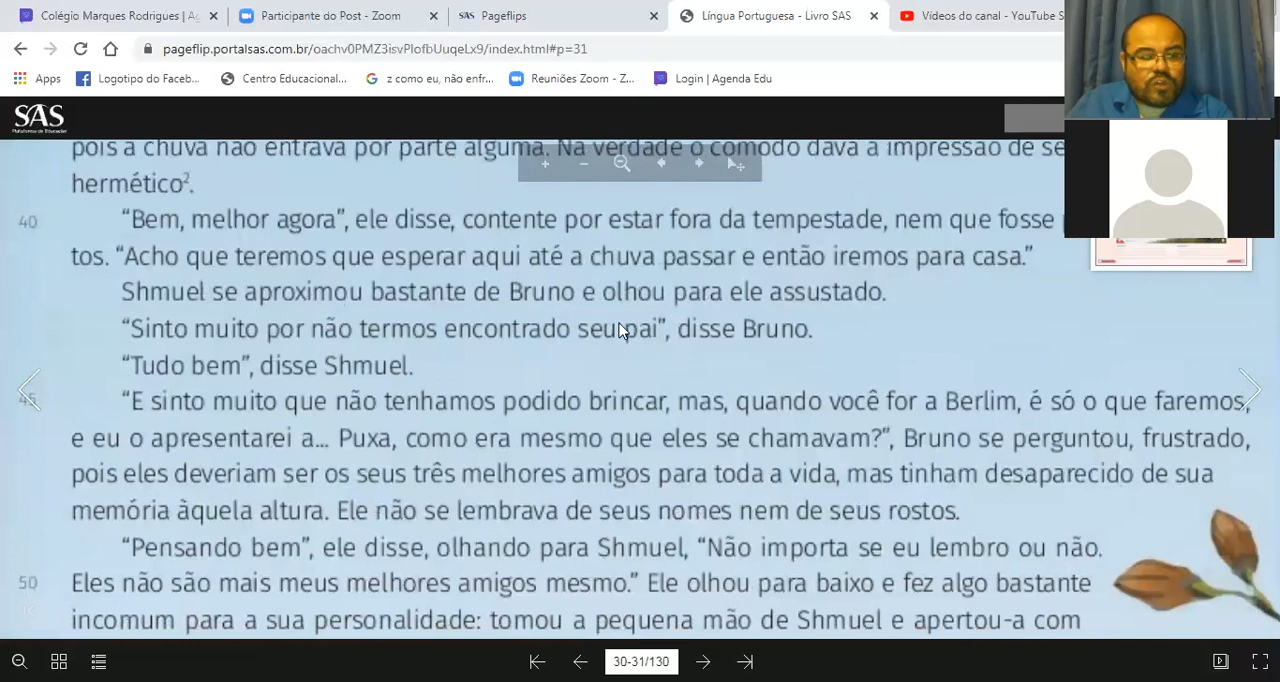 Colégio Marques Rodrigues | Ag
Participante do Post - Zoom
SAS Pageflips
Língua Portuguesa - Livro SAS
Vídeos do canal - YouTube S
pageflip.portalsas.com.br/oachv0PMZ3isvPlofbUuqeLx9/index.html#p=31
Apps
Logotipo do Faceb...
Centro Educacional...
z como eu, não enfr...
Reuniões Zoom - Z...
Login | Agenda Edu
SAS
Plataforma de Educação
pois a chuva não entrava por parte alguma. Na verdade o cômodo dava a impressão de se
hermético².
40 “Bem, melhor agora”, ele disse, contente por estar fora da tempestade, nem que fosse
tos. “Acho que teremos que esperar aqui até a chuva passar e então iremos para casa.”
Shmuel se aproximou bastante de Bruno e olhou para ele assustado.
“Sinto muito por não termos encontrado seu pai”, disse Bruno.
“Tudo bem”, disse Shmuel.
45 “E sinto muito que não tenhamos podido brincar, mas, quando você for a Berlim, é só o que faremos,
e eu o apresentarei a... Puxa, como era mesmo que eles se chamavam?”, Bruno se perguntou, frustrado,
pois eles deveriam ser os seus três melhores amigos para toda a vida, mas tinham desaparecido de sua
memória àquela altura. Ele não se lembrava de seus nomes nem de seus rostos.
“Pensando bem”, ele disse, olhando para Shmuel, “Não importa se eu lembro ou não.
50 Eles não são mais meus melhores amigos mesmo.” Ele olhou para baixo e fez algo bastante
incomum para a sua personalidade: tomou a pequena mão de Shmuel e apertou-a com
30-31/130